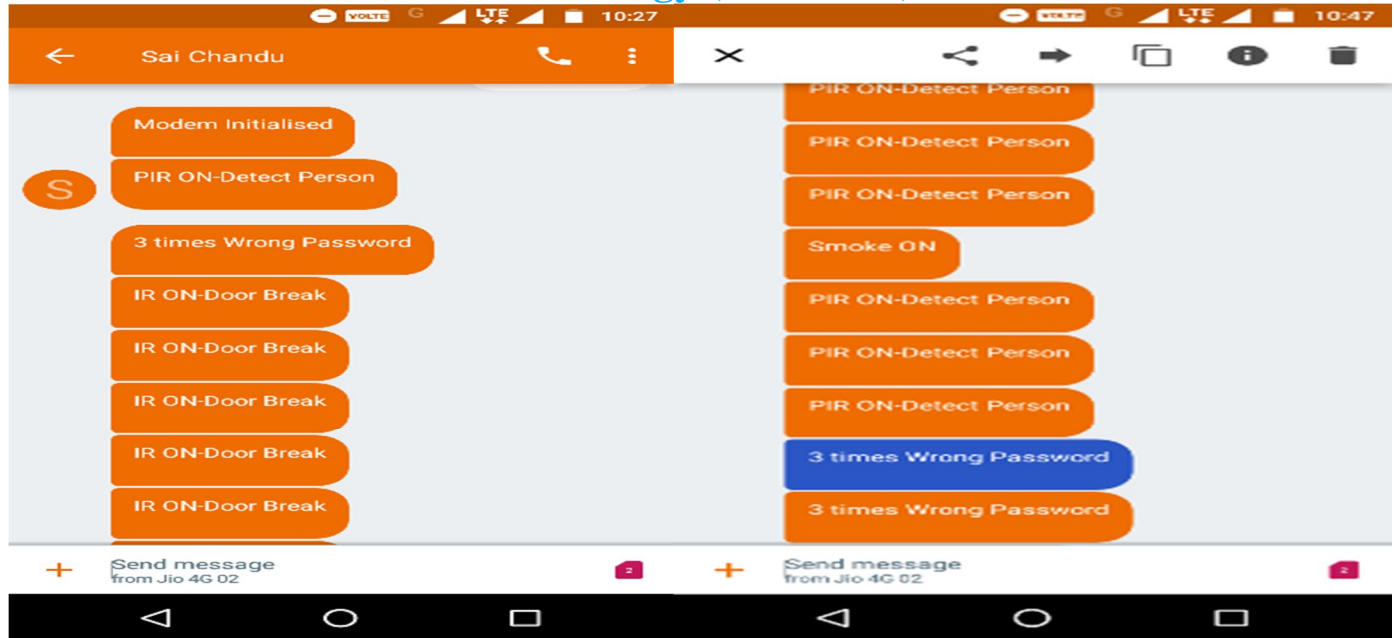 VOLTE G LTE 10:27
Sai Chandu
Modem Initialised
S
PIR ON-Detect Person
3 times Wrong Password
IR ON-Door Break
IR ON-Door Break
IR ON-Door Break
IR ON-Door Break
IR ON-Door Break
Send message
from Jio 4G 02
2
VOLTE G LTE 10:47
PIR ON-Detect Person
PIR ON-Detect Person
PIR ON-Detect Person
Smoke ON
PIR ON-Detect Person
PIR ON-Detect Person
PIR ON-Detect Person
3 times Wrong Password
3 times Wrong Password
Send message
from Jio 4G 02
2